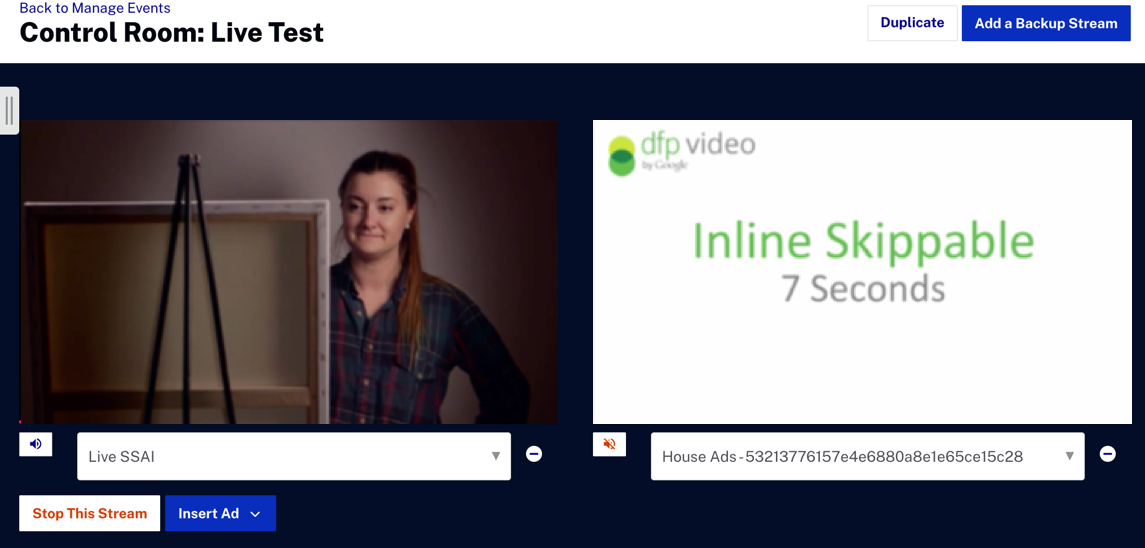 Back to Manage Events
Control Room: Live Test
Duplicate
Add a Backup Stream
dfp video
by Google
Inline Skippable
7 Seconds
Live SSAI
House Ads - 53213776157e4e6880a8e1e65ce15c28
Stop This Stream
Insert Ad